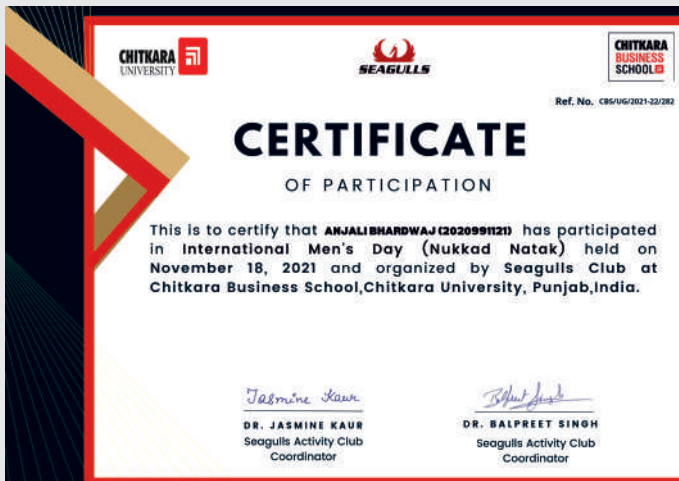 CHITKARA
UNIVERSITY
SEAGULLS
CHITKARA
BUSINESS
SCHOOL
Ref. No. CBS/UG/2021-22/282
CERTIFICATE
OF PARTICIPATION
This is to certify that ANJALI BHARDWAJ (2020991121) has participated
in International Men's Day (Nukkad Natak) held on
November 18, 2021 and organized by Seagulls Club at
Chitkara Business School,Chitkara University, Punjab,India.
Jasmine Kaur
Balpreet Singh
DR. JASMINE KAUR
Seagulls Activity Club
Coordinator
DR. BALPREET SINGH
Seagulls Activity Club
Coordinator